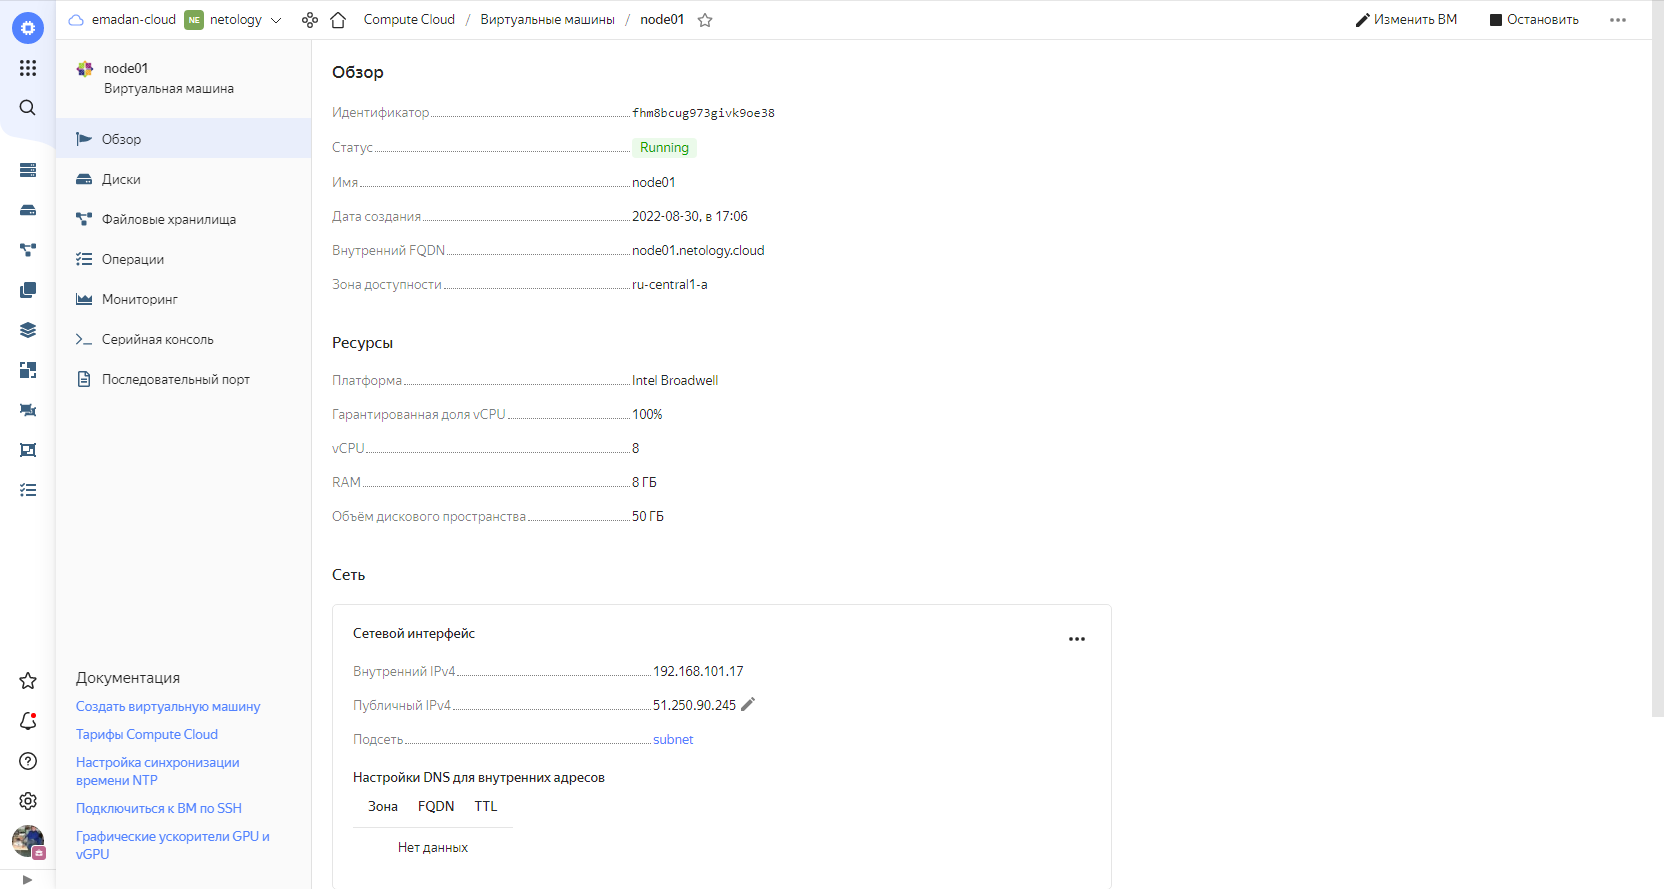 emadan-cloud NE netology Compute Cloud / Виртуальные машины / node01 Изменить ВМ Остановить
node01
Виртуальная машина
Обзор
Диски
Файловые хранилища
Операции
Мониторинг
Серийная консоль
Последовательный порт
Документация
Создать виртуальную машину
Тарифы Compute Cloud
Настройка синхронизации
времени NTP
Подключиться к ВМ по SSH
Графические ускорители GPU и
vGPU
Обзор
Идентификатор fhm8bcug973givk9oe38
Статус Running
Имя node01
Дата создания 2022-08-30, в 17:06
Внутренний FQDN node01.netology.cloud
Зона доступности ru-central1-a
Ресурсы
Платформа Intel Broadwell
Гарантированная доля vCPU 100%
vCPU 8
RAM 8 ГБ
Объём дискового пространства 50 ГБ
Сеть
Сетевой интерфейс
Внутренний IPv4 192.168.101.17
Публичный IPv4 51.250.90.245
Подсеть subnet
Настройки DNS для внутренних адресов
Зона FQDN TTL
Нет данных